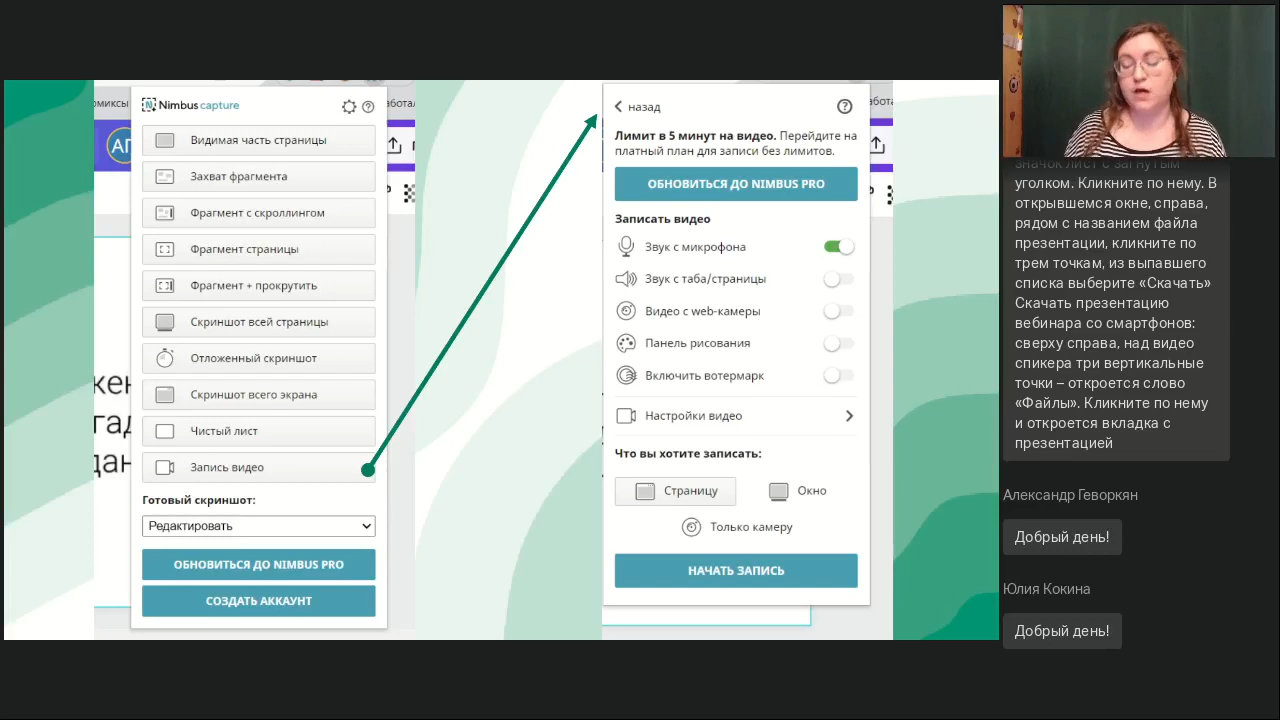 омиксы
Nimbus capture
АГ
Видимая часть страницы
Захват фрагмента
Фрагмент с скроллингом
Фрагмент страницы
Фрагмент + прокрутить
Скриншот всей страницы
Отложенный скриншот
Скриншот всего экрана
Чистый лист
Запись видео
Готовый скриншот:
Редактировать
ОБНОВИТЬСЯ ДО NIMBUS PRO
СОЗДАТЬ АККАУНТ
назад
Лимит в 5 минут на видео. Перейдите на
платный план для записи без лимитов.
ОБНОВИТЬСЯ ДО NIMBUS PRO
Записать видео
Звук с микрофона
Звук с таба/страницы
Видео с web-камеры
Панель рисования
Включить вотермарк
Настройки видео
Что вы хотите записать:
Страницу
Окно
Только камеру
НАЧАТЬ ЗАПИСЬ
значок лист с загнутым
уголком. Кликните по нему. В
открывшемся окне, справа,
рядом с названием файла
презентации, кликните по
трем точкам, из выпавшего
списка выберите «Скачать»
Скачать презентацию
вебинара со смартфонов:
сверху справа, над видео
спикера три вертикальные
точки – откроется слово
«Файлы». Кликните по нему
и откроется вкладка с
презентацией
Александр Геворкян
Добрый день!
Юлия Кокина
Добрый день!